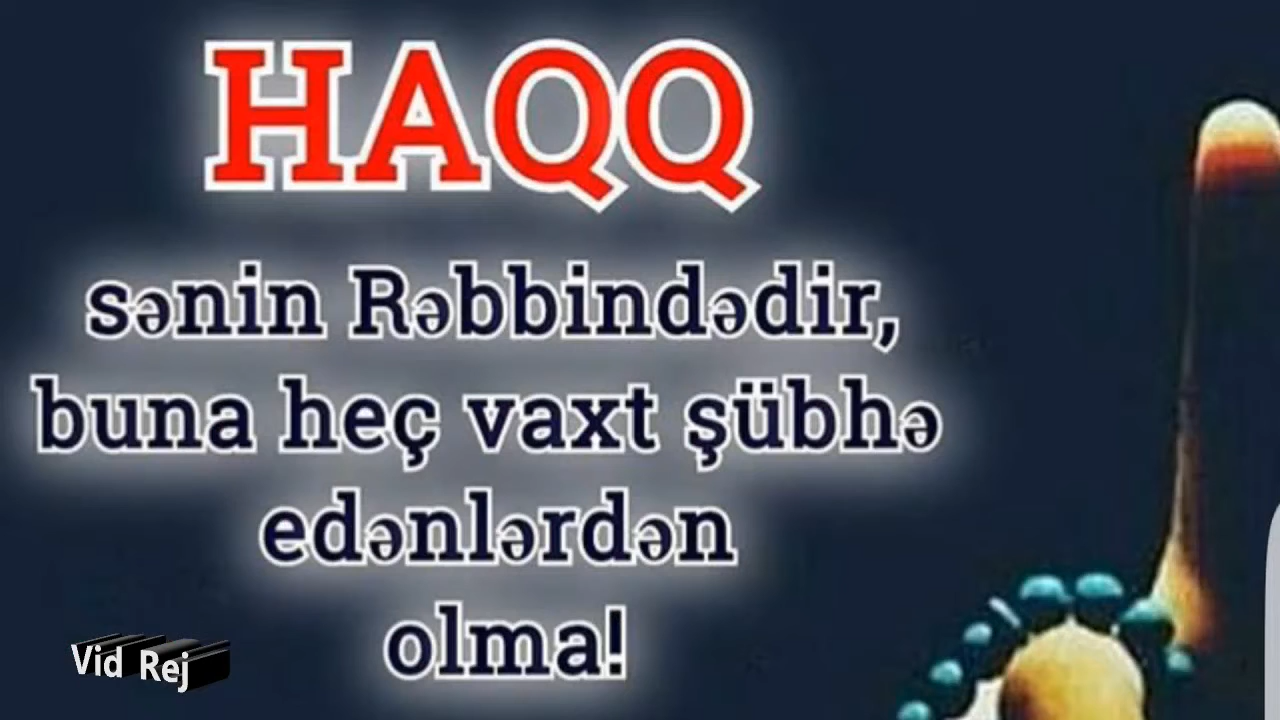 HAQQ
sənin Rəbbindədir,
buna heç vaxt şübhə
edənlərdən
olma!
Vid Rej